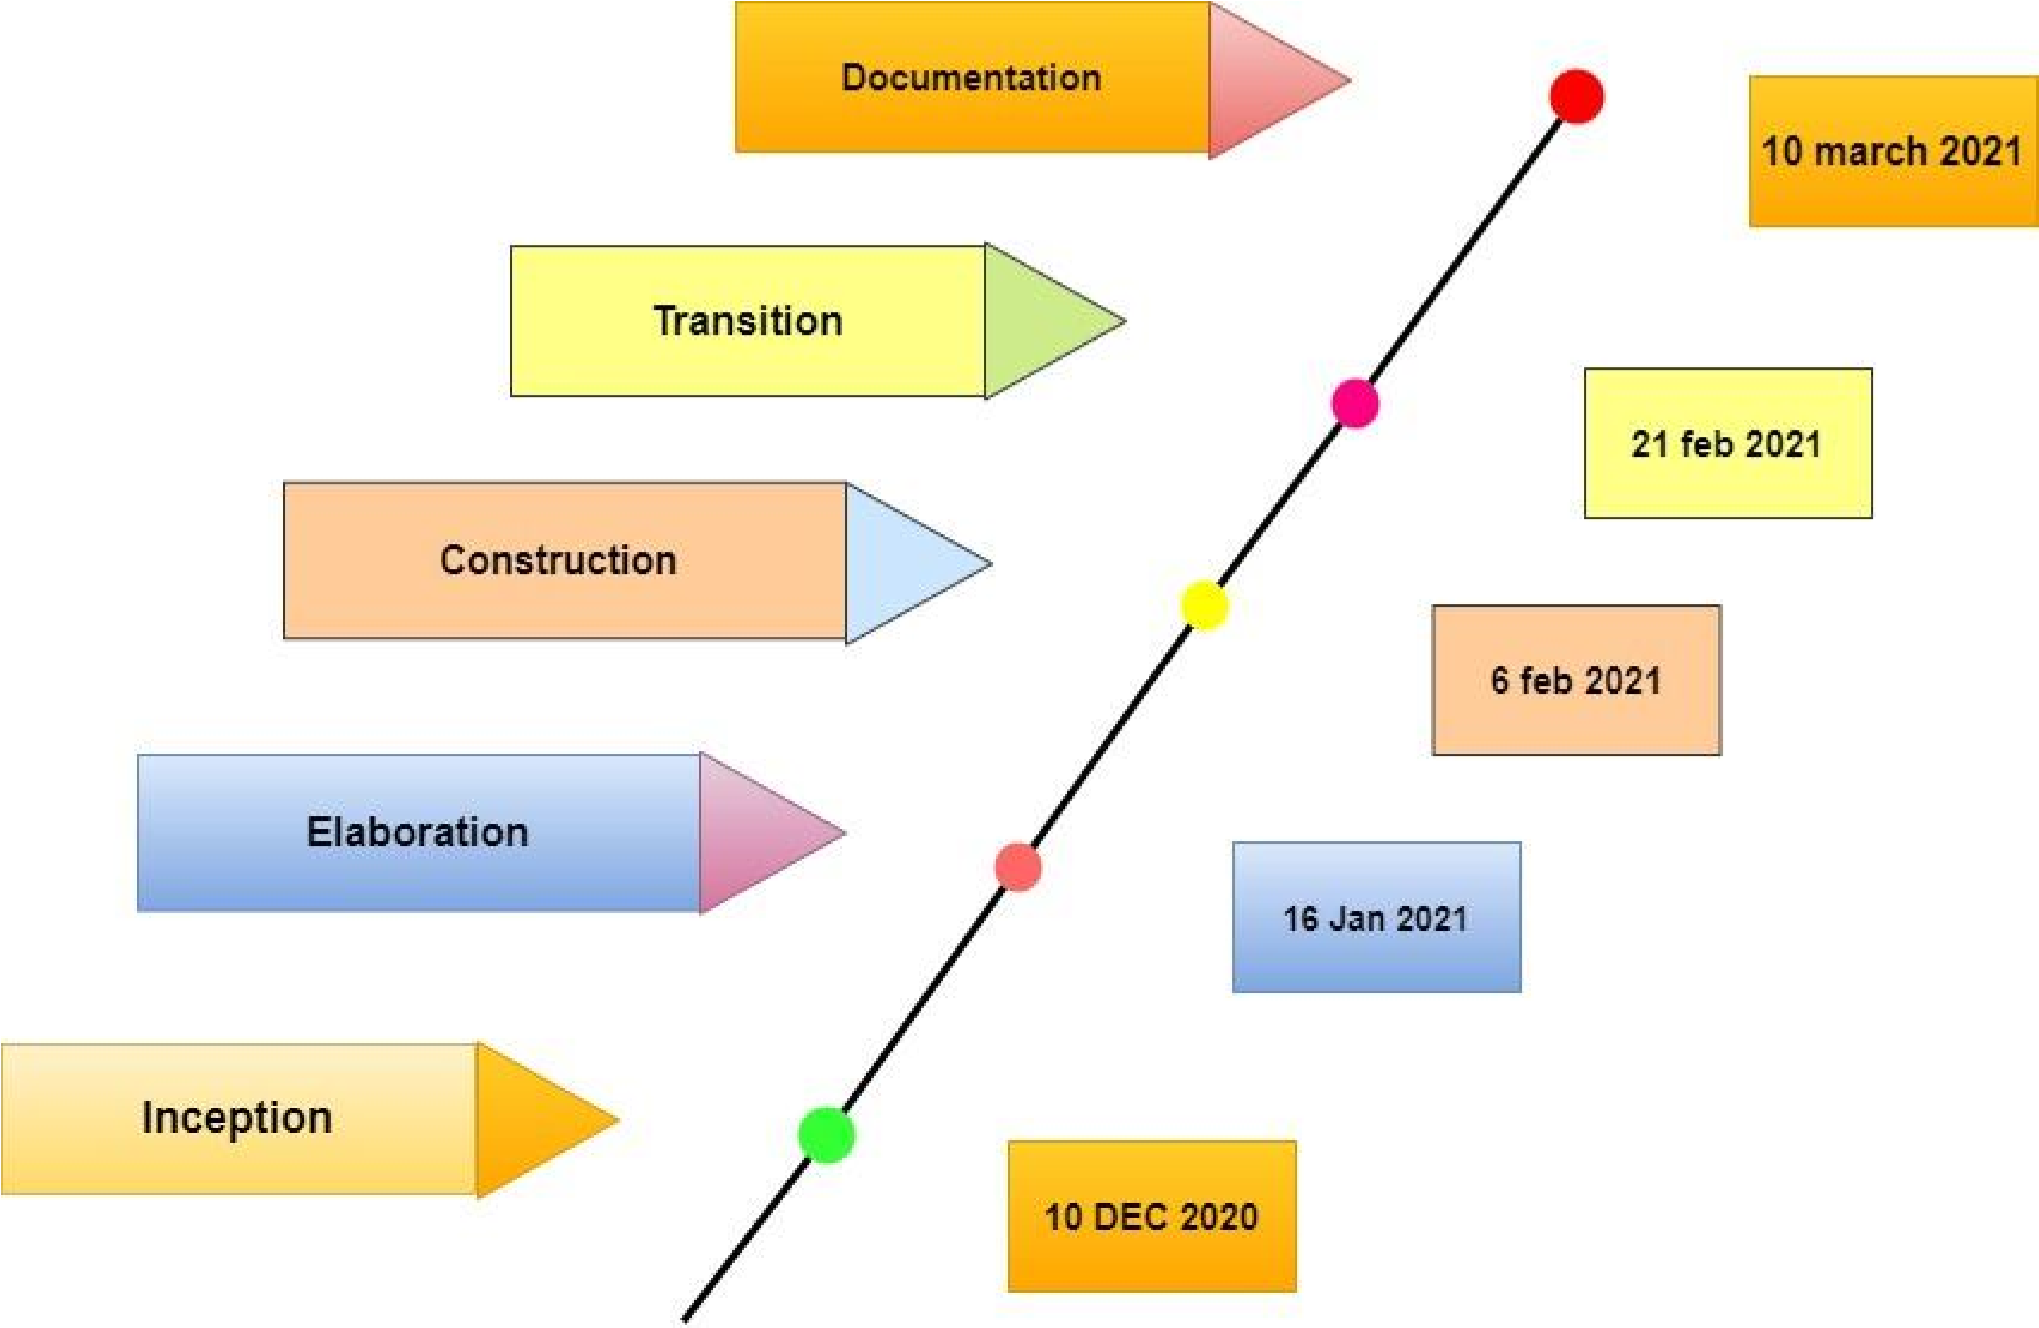 Documentation
10 march 2021
Transition
21 feb 2021
Construction
6 feb 2021
Elaboration
16 Jan 2021
Inception
10 DEC 2020